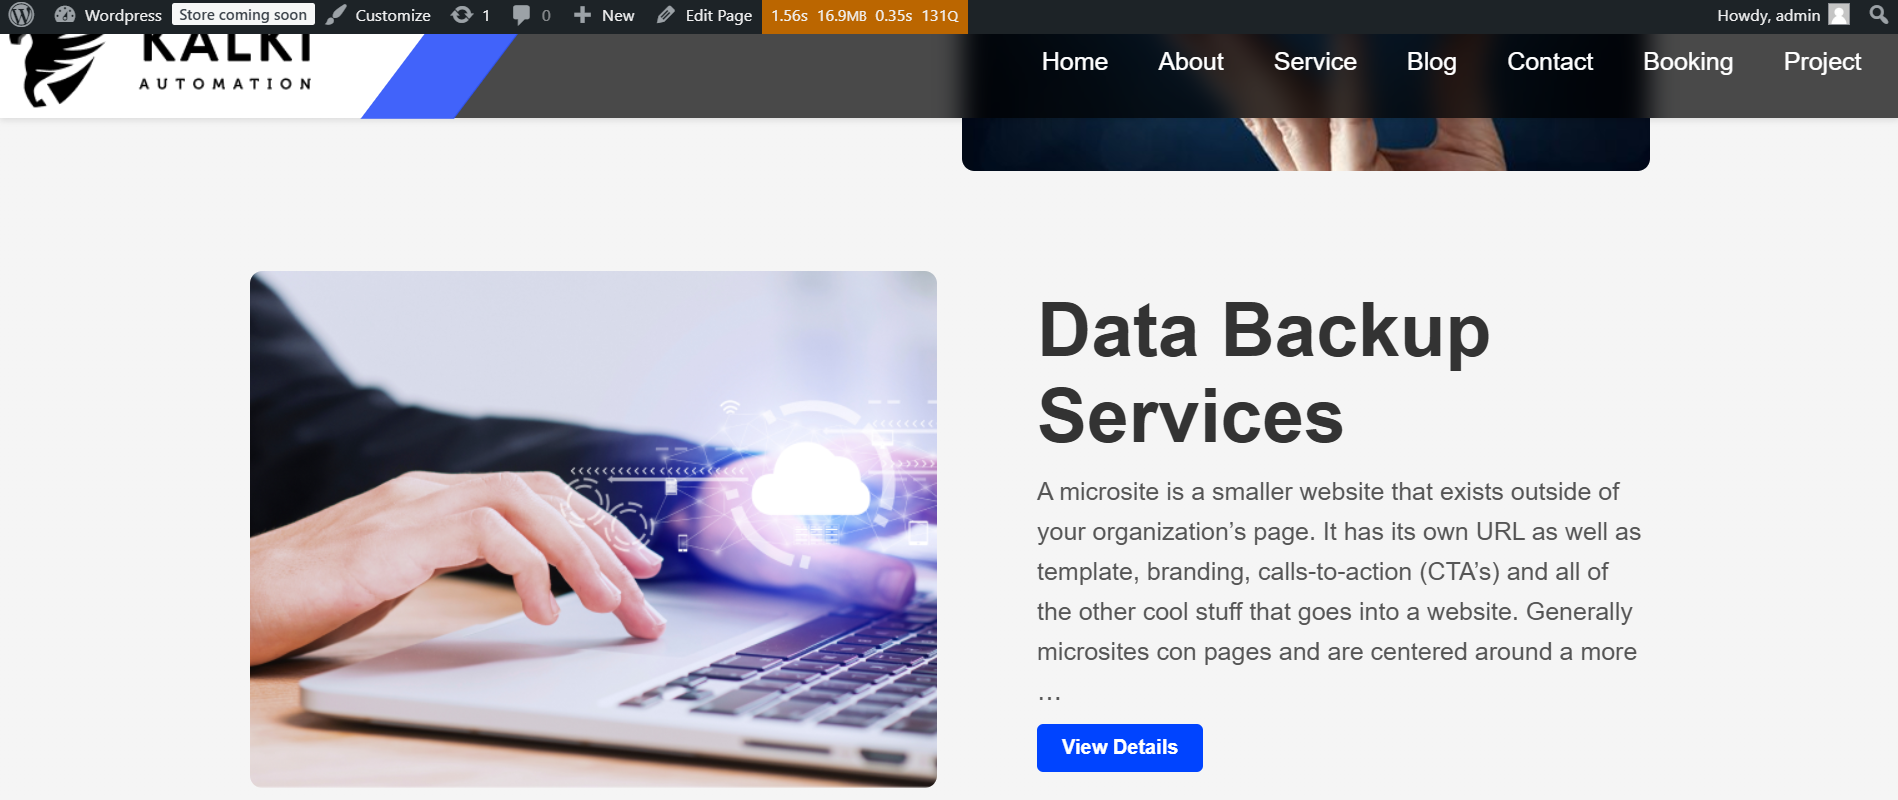 Wordpress Store coming soon Customize 1 0 New Edit Page 1.56s 16.9MB 0.35s 131Q Howdy, admin
KALKI
AUTOMATION
Home About Service Blog Contact Booking Project
Data Backup
Services
A microsite is a smaller website that exists outside of
your organization’s page. It has its own URL as well as
template, branding, calls-to-action (CTA’s) and all of
the other cool stuff that goes into a website. Generally
microsites con pages and are centered around a more
…
View Details